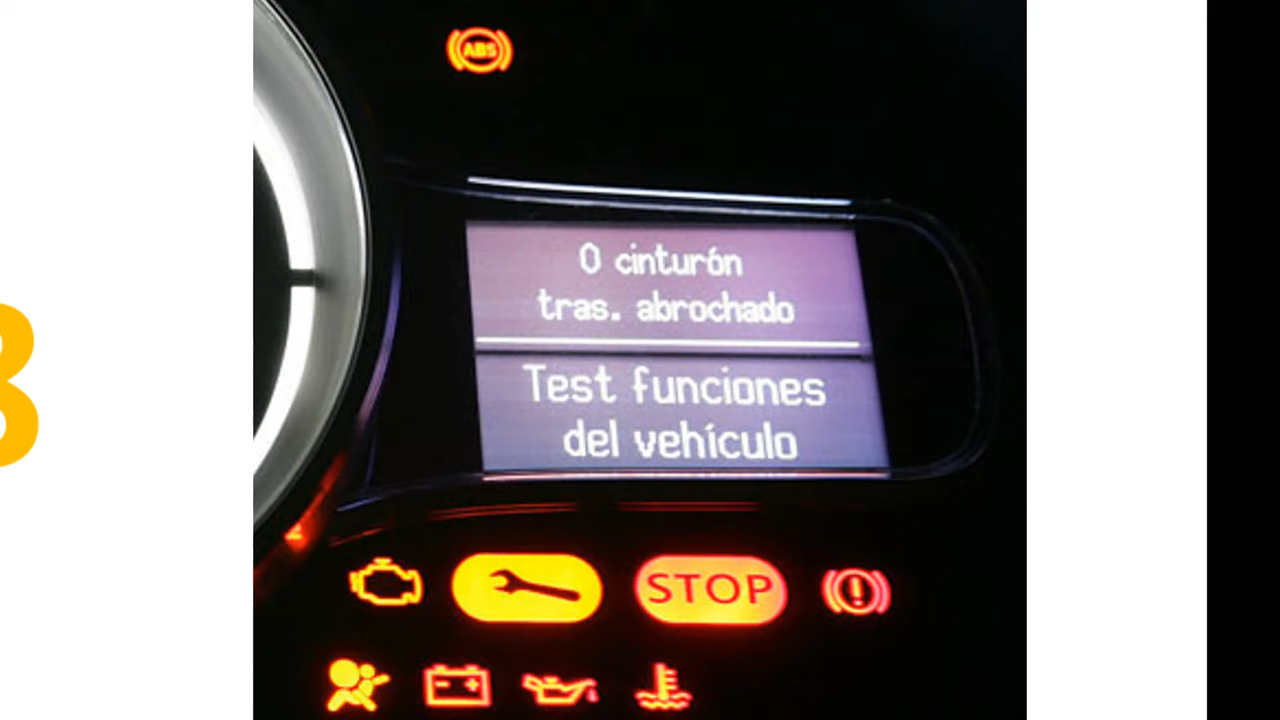 ABS
0 cinturón
tras. abrochado
Test funciones
del vehículo
STOP